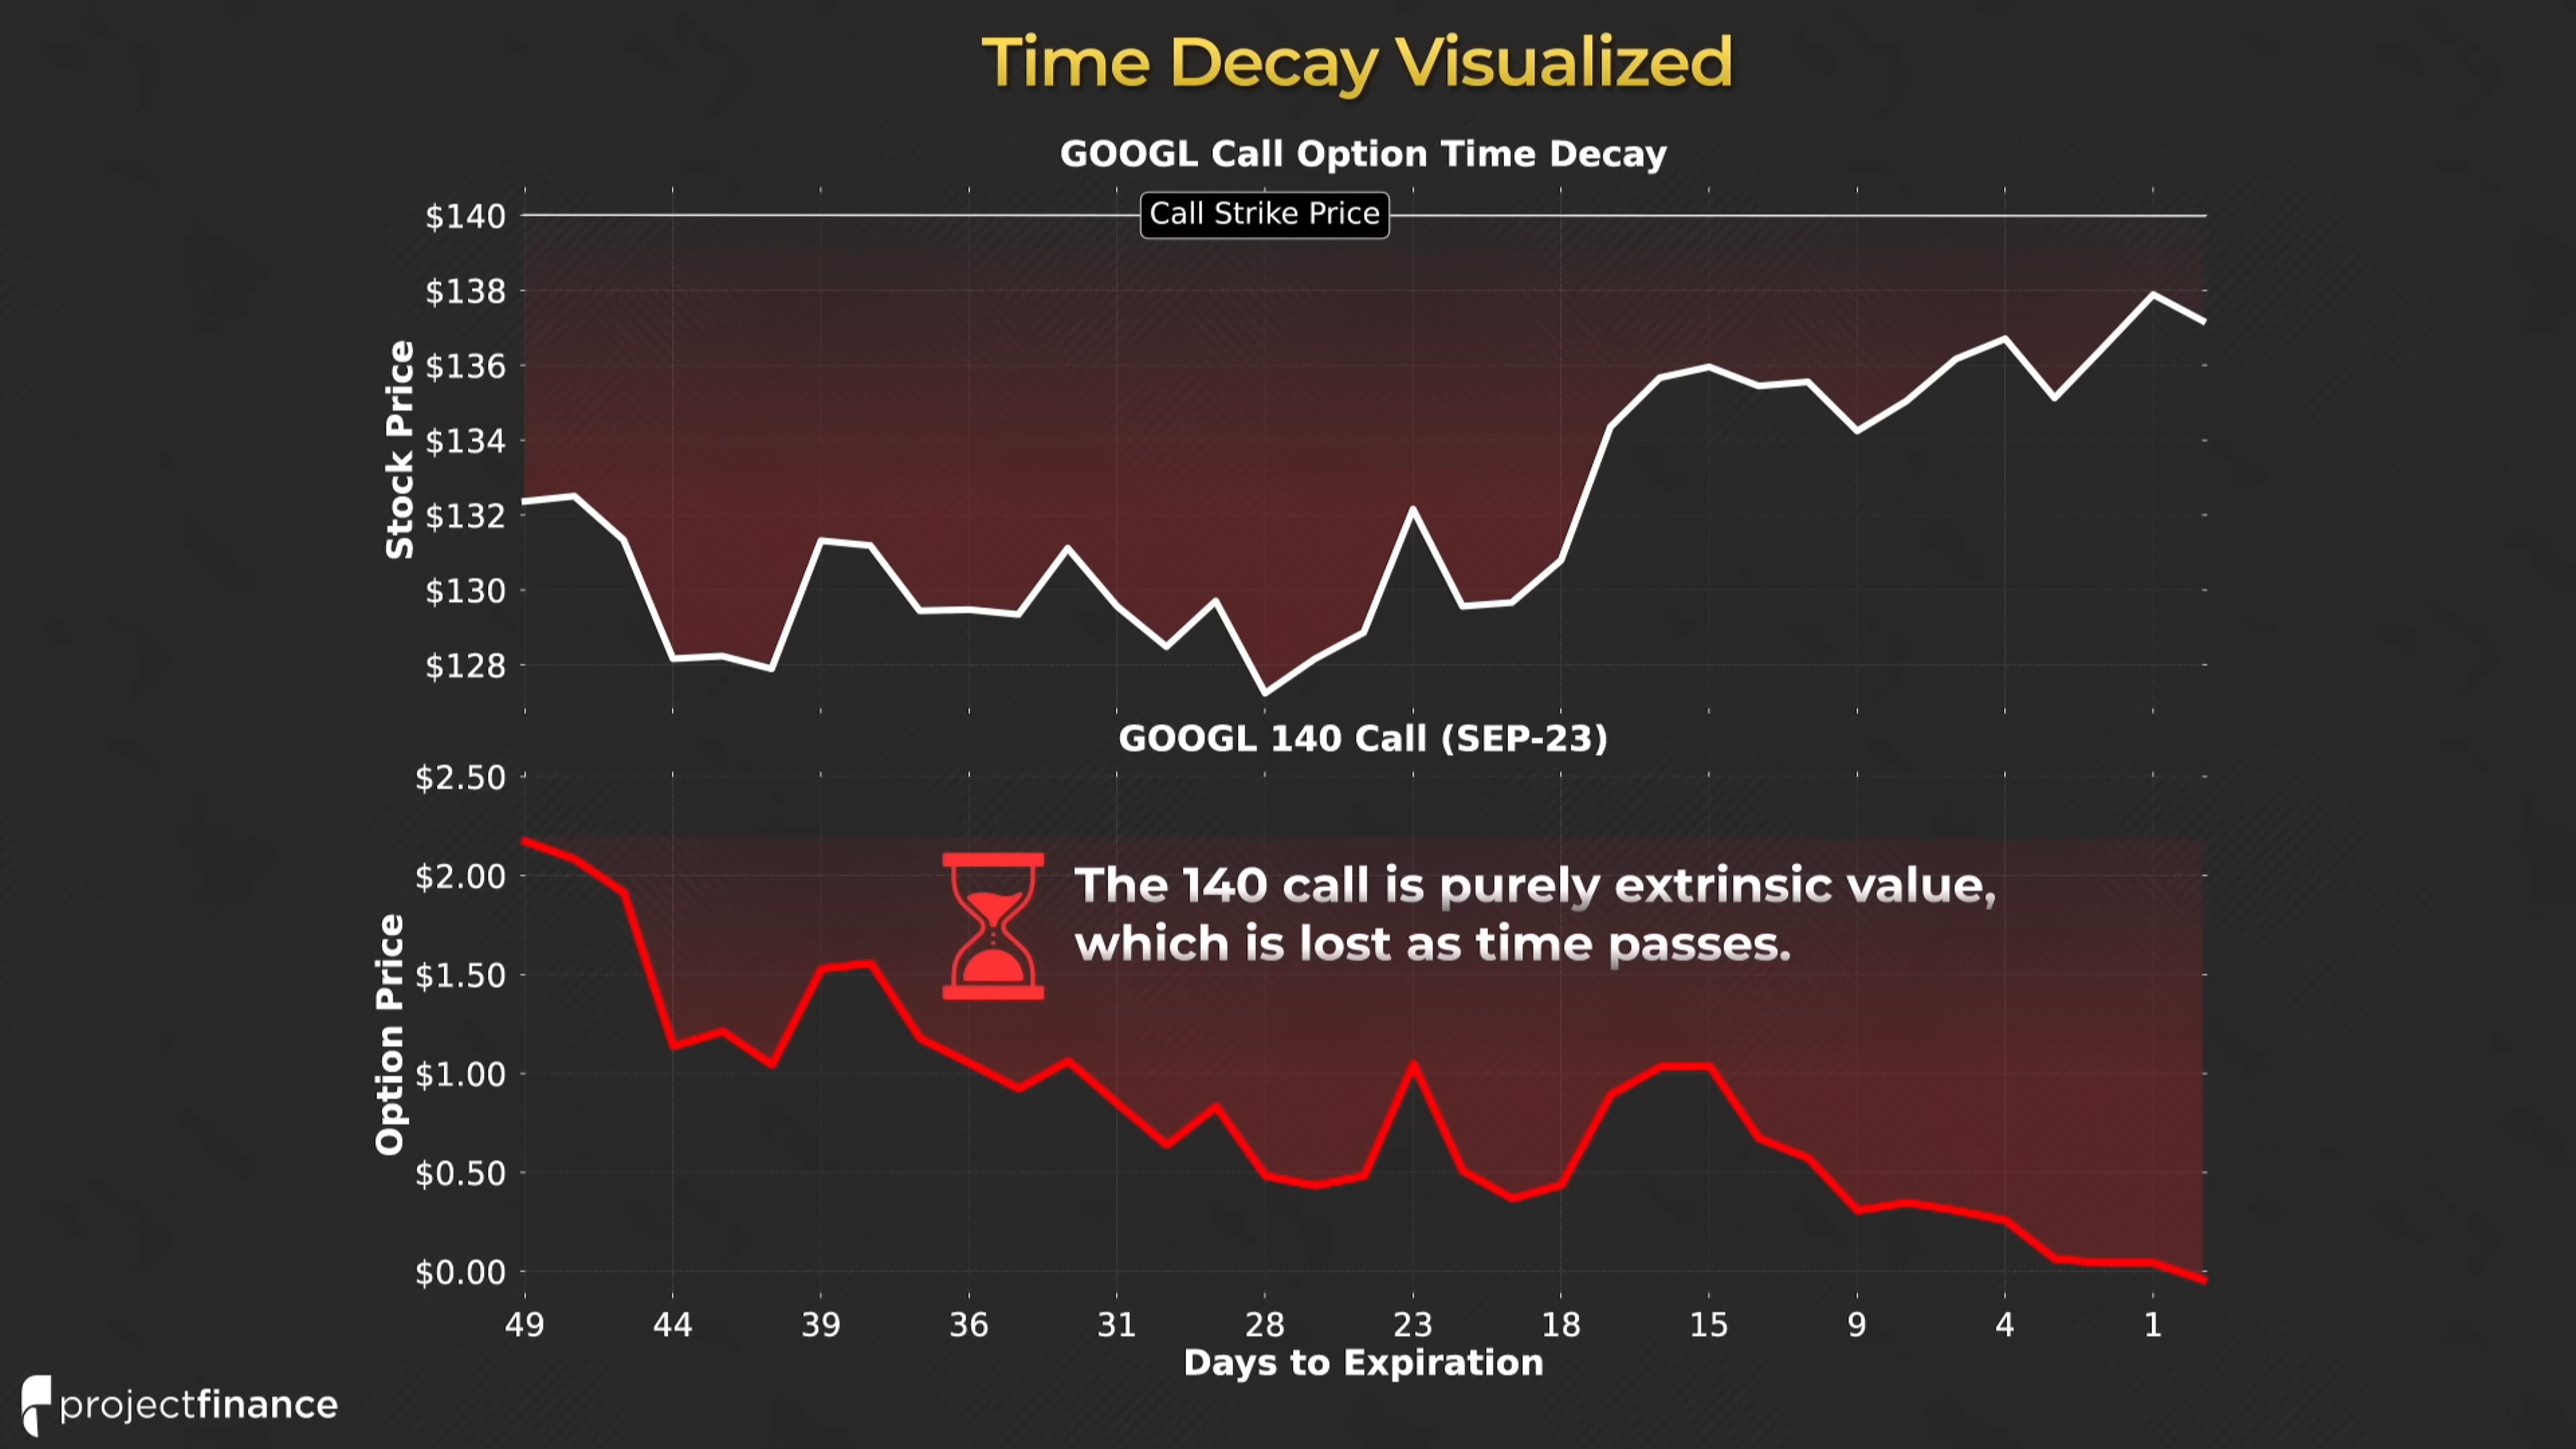 Time Decay Visualized
GOOGL Call Option Time Decay
Call Strike Price
$140
$138
$136
$134
$132
$130
$128
Stock Price
GOOGL 140 Call (SEP-23)
$2.50
$2.00
$1.50
$1.00
$0.50
$0.00
Option Price
The 140 call is purely extrinsic value,
which is lost as time passes.
49 44 39 36 31 28 23 18 15 9 4 1
Days to Expiration
projectfinance